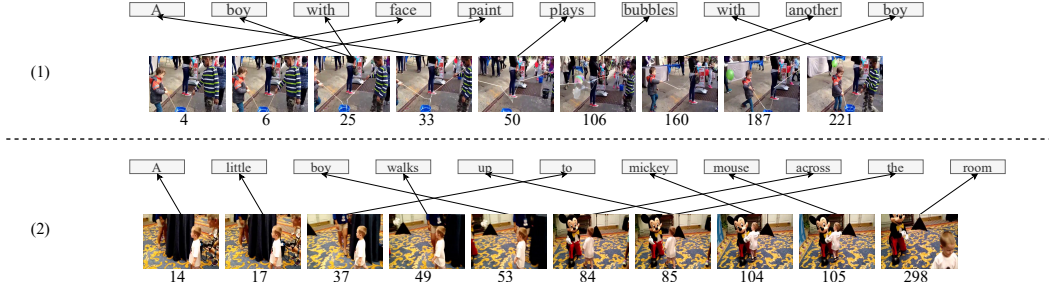 A boy with face paint plays bubbles with another boy
(1)
4 6 25 33 50 106 160 187 221
A little boy walks up to mickey mouse across the room
(2)
14 17 37 49 53 84 85 104 105 298